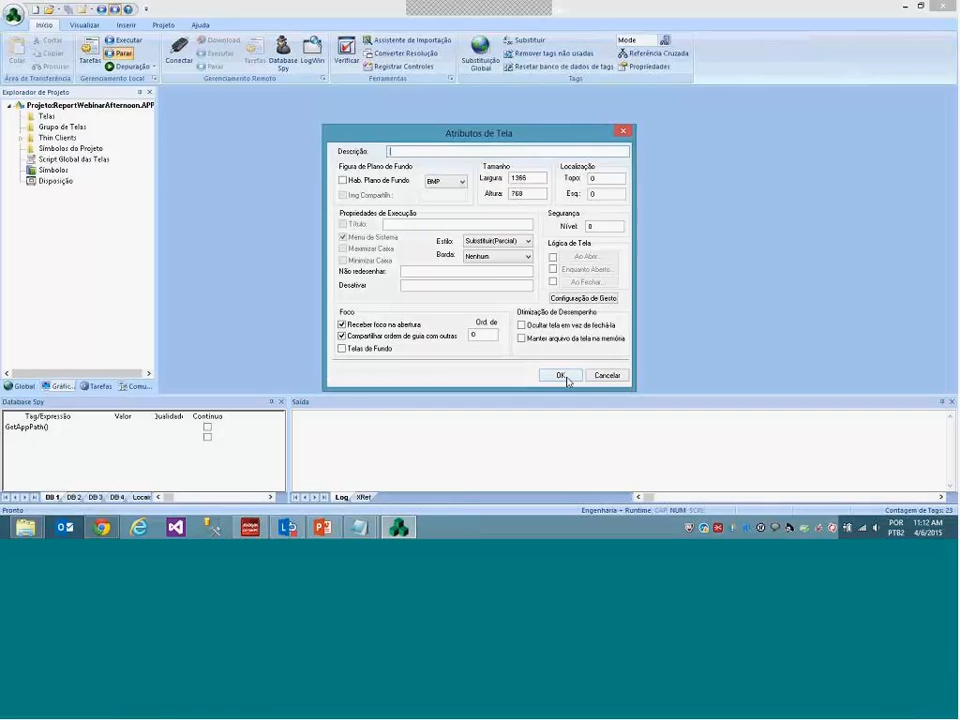 Início Visualizar Inserir Projeto Ajuda
Colar
Cortar
Copiar
Procurar
Área de Transferência
Tarefas
Executar
Parar
Depuração
Gerenciamento Local
Conectar
Download
Executar
Parar
Tarefas
Database Spy
LogWin
Gerenciamento Remoto
Verificar
Assistente de Importação
Converter Resolução
Registrar Controles
Ferramentas
Substituição Global
Substituir
Remover tags não usadas
Resetar banco de dados de tags
Mode
Referência Cruzada
Propriedades
Tags
Explorador de Projeto
Projeto:ReportWebinarAfternoon.APP
Telas
Grupo de Telas
Thin Clients
Símbolos do Projeto
Script Global das Telas
Símbolos
Disposição
Global Gráfic... Tarefas Comu...
Atributos de Tela
Descrição:
Figura de Plano de Fundo
Hab. Plano de Fundo BMP
Img Compartilh.:
Tamanho
Largura: 1366
Altura: 768
Localização
Topo: 0
Esq.: 0
Propriedades de Execução
Título:
Menu de Sistema
Maximizar Caixa
Minimizar Caixa
Estilo: Substituir(Parcial)
Borda: Nenhum
Não redesenhar:
Desativar
Segurança
Nível: 0
Lógica de Tela
Ao Abrir...
Enquanto Aberto...
Ao Fechar...
Configuração de Gesto
Foco
Receber foco na abertura
Compartilhar ordem de guia com outras
Telas de Fundo
Ord. de
0
Otimização de Desempenho
Ocultar tela em vez de fechá-la
Manter arquivo da tela na memória
OK Cancelar
Database Spy
Tag/Expressão Valor Qualidad Contínuo
GetAppPath()
DB 1 DB 2 DB 3 DB 4 Locais
Saída
Log XRef
Pronto
Engenharia + Runtime CAP NUM SCRL Contagem de Tags: 23
POR
PTB2
11:12 AM
4/6/2015